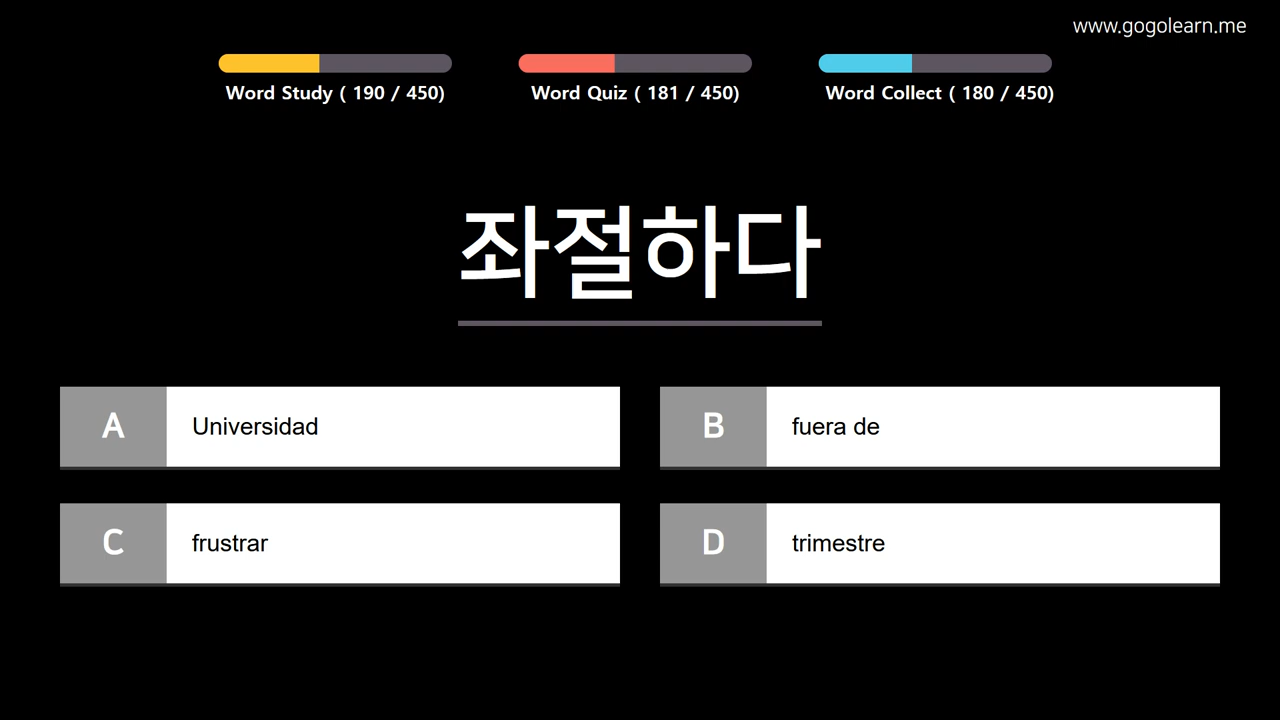 www.gogolearn.me
Word Study ( 190 / 450)
Word Quiz ( 181 / 450)
Word Collect ( 180 / 450)
좌절하다
A Universidad
B fuera de
C frustrar
D trimestre